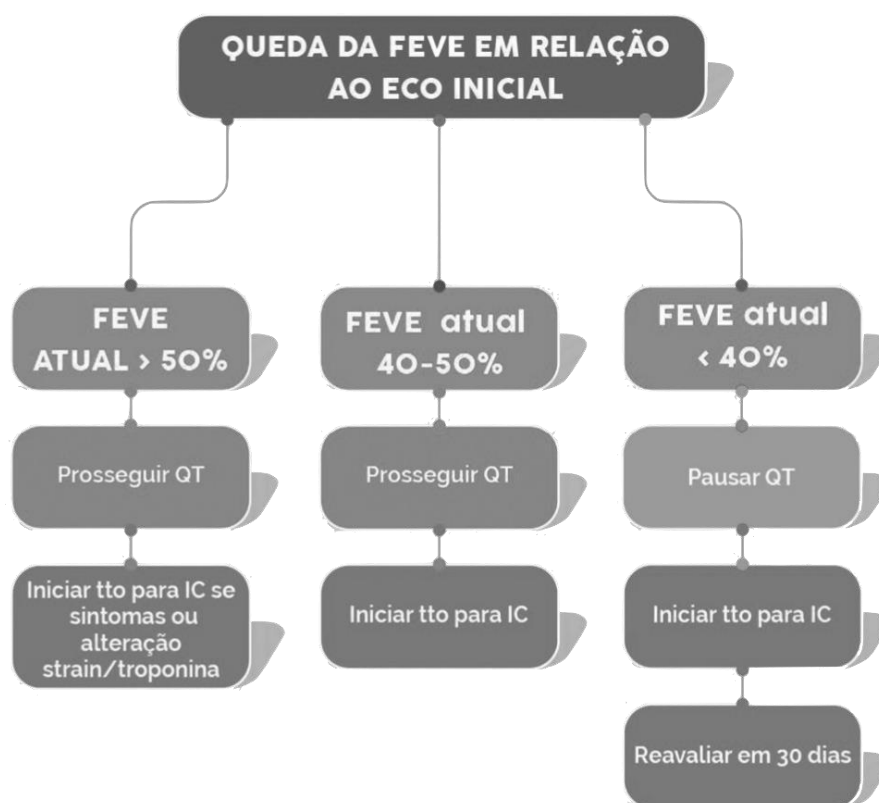 QUEDA DA FEVE EM RELAÇÃO
AO ECO INICIAL
FEVE
ATUAL > 50%
Prosseguir QT
Iniciar tto para IC se
sintomas ou
alteração
strain/troponina
FEVE atual
40-50%
Prosseguir QT
Iniciar tto para IC
FEVE atual
< 40%
Pausar QT
Iniciar tto para IC
Reavaliar em 30 dias